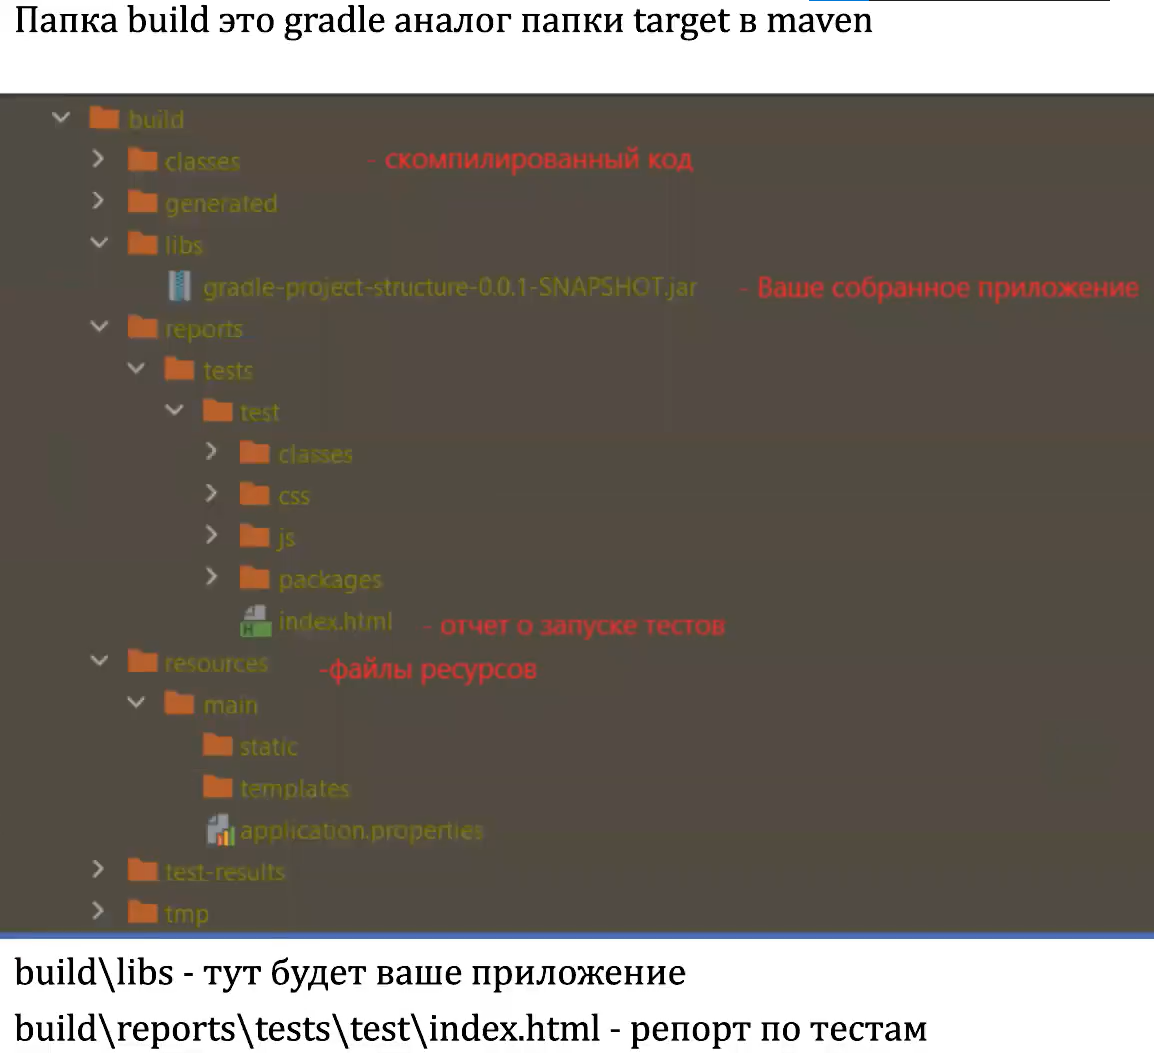 Папка build это gradle аналог папки target в maven
build
classes - скомпилированный код
generated
libs
gradle-project-structure-0.0.1-SNAPSHOT.jar - Ваше собранное приложение
reports
tests
test
classes
css
js
packages
index.html - отчет о запуске тестов
resources -файлы ресурсов
main
static
templates
application.properties
test-results
tmp
build\libs - тут будет ваше приложение
build\reports\tests\test\index.html - репорт по тестам